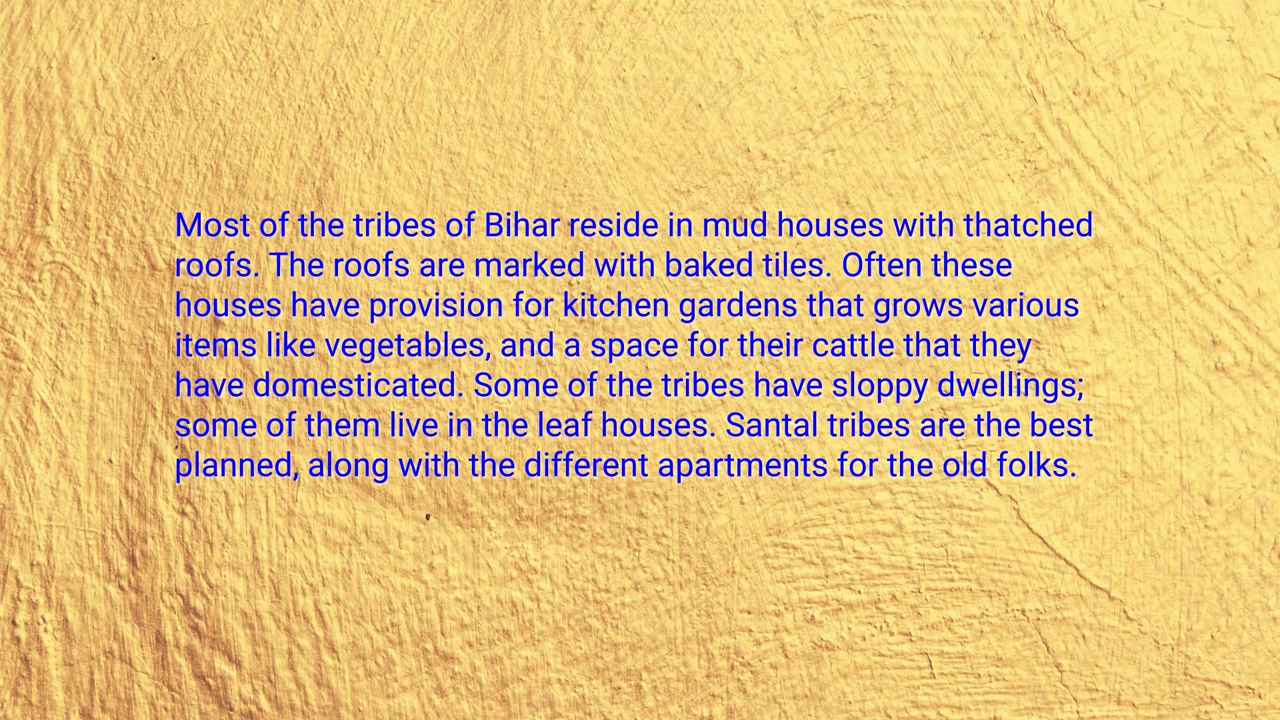 Most of the tribes of Bihar reside in mud houses with thatched
roofs. The roofs are marked with baked tiles. Often these
houses have provision for kitchen gardens that grows various
items like vegetables, and a space for their cattle that they
have domesticated. Some of the tribes have sloppy dwellings;
some of them live in the leaf houses. Santal tribes are the best
planned, along with the different apartments for the old folks.